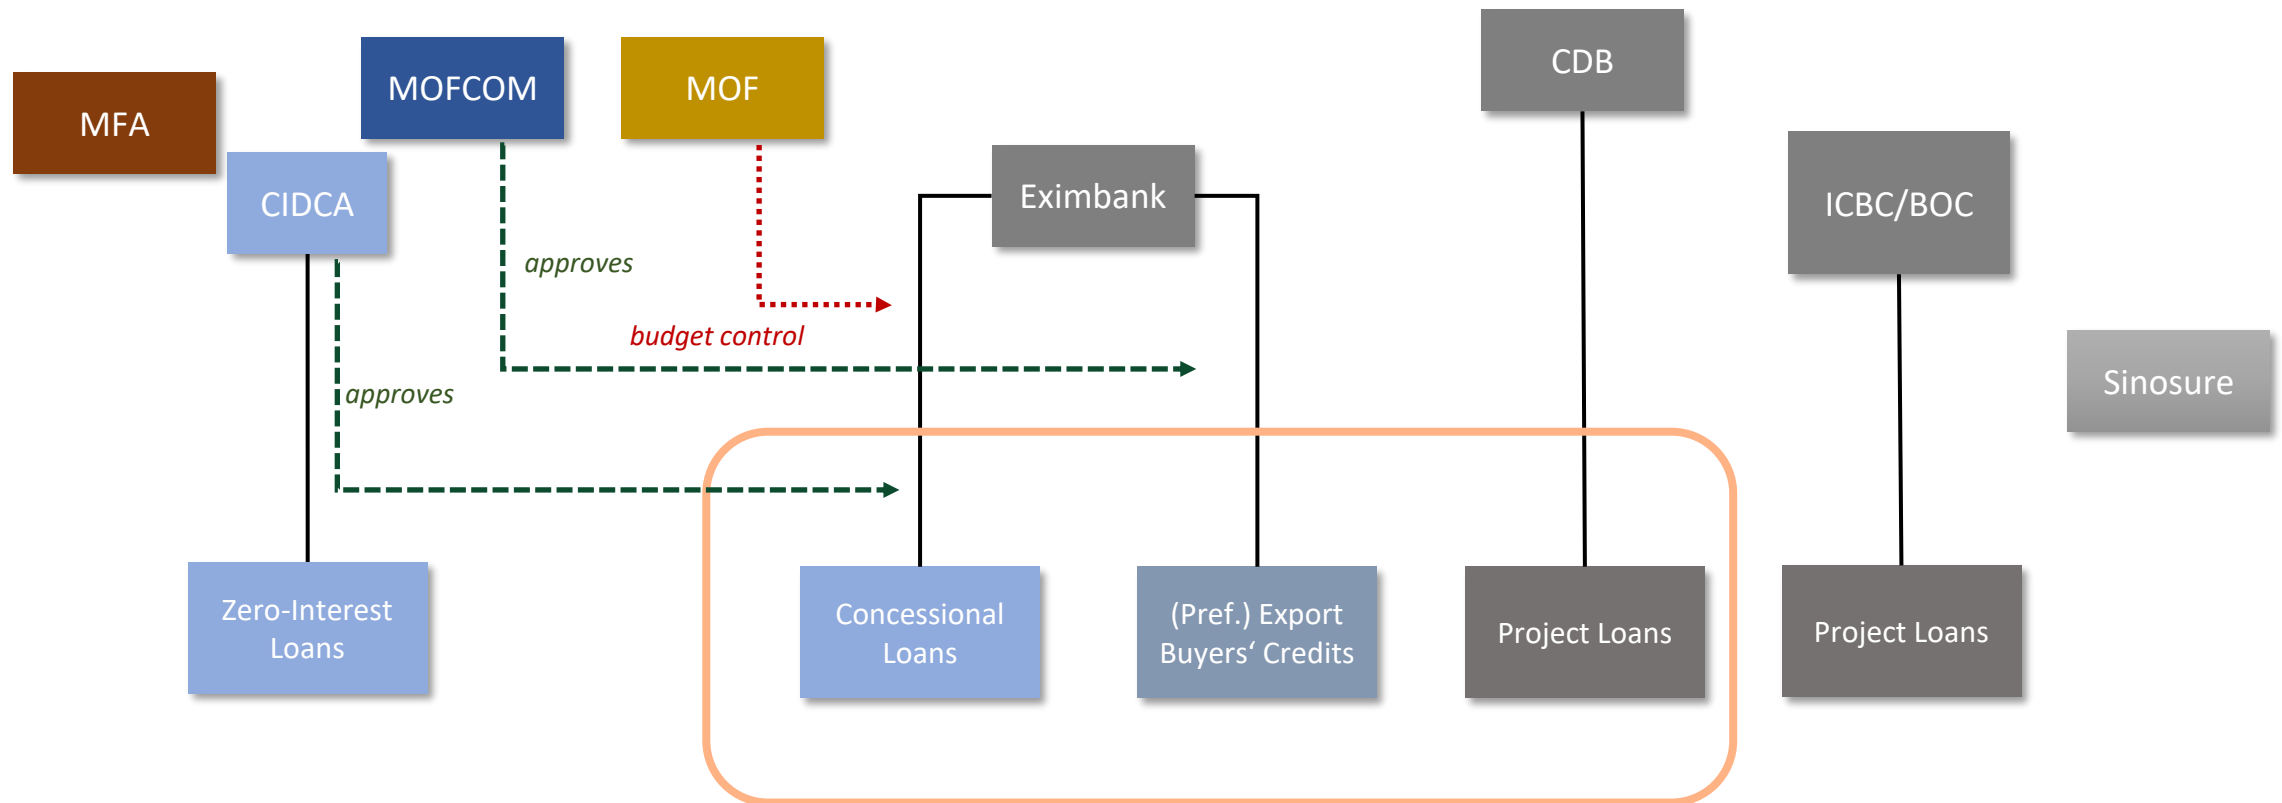 CDB
MOFCOM
MOF
MFA
Eximbank
CIDCA
ICBC/BOC
approves
budget control
Sinosure
approves
Zero-Interest
Loans
Concessional
Loans
(Pref.) Export
Buyers‘ Credits
Project Loans
Project Loans